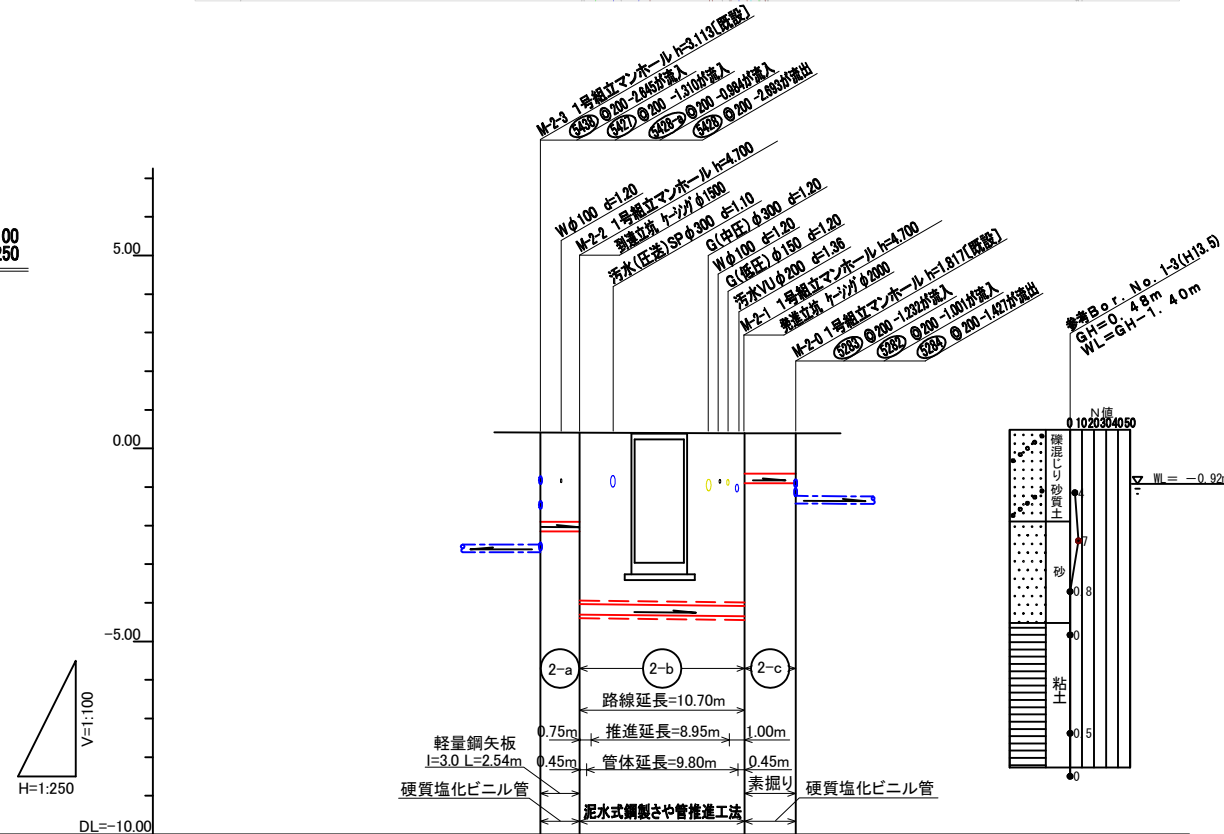 M-2-3 1号組立マンホール h=3.113〔既設〕
5438 ◎200 -2.645が流入
5427 ◎200 -1.310が流入
5428-a ◎200 -0.984が流入
5428 ◎200 -2.693が流出
Wφ100 d=1.20
M-2-2 1号組立マンホール h=4.700
到達立坑 ケーシングφ1500
汚水(圧送)SPφ300 d=1.10
G(中圧)φ300 d=1.20
Wφ100 d=1.20
G(低圧)φ150 d=1.20
汚水VUφ200 d=1.36
M-2-1 1号組立マンホール h=4.700
発進立坑 ケーシングφ2000
M-2-0 1号組立マンホール h=1.817〔既設〕
5283 ◎200 -1.232が流入
5282 ◎200 -1.001が流入
5284 ◎200 -1.427が流出
参考Bor. No. 1-3(H13.5)
GH=0. 48m
WL=GH-1. 40m
00
250
5.00
0.00
-5.00
DL=-10.00
V=1:100
H=1:250
N値
0 1020304050
礫混じり砂質土
砂
粘土
4
7
0.8
0
0.5
0
WL= -0.92
2-a
2-b
2-c
路線延長=10.70m
0.75m
推進延長=8.95m
1.00m
軽量鋼矢板
l=3.0 L=2.54m
0.45m
管体延長=9.80m
0.45m
素掘り
硬質塩化ビニル管
泥水式鋼製さや管推進工法
硬質塩化ビニル管